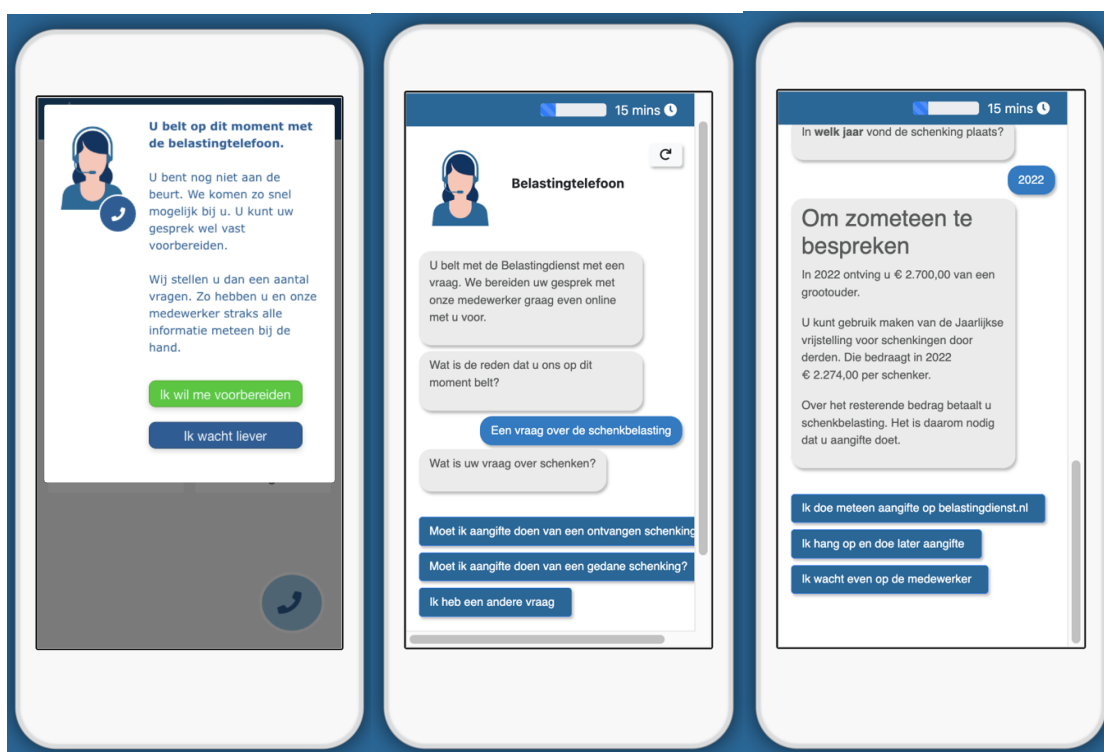 U belt op dit moment met
de belastingtelefoon.
U bent nog niet aan de
beurt. We komen zo snel
mogelijk bij u. U kunt uw
gesprek wel vast
voorbereiden.
Wij stellen u dan een aantal
vragen. Zo hebben u en onze
medewerker straks alle
informatie meteen bij de
hand.
Ik wil me voorbereiden
Ik wacht liever
15 mins
Belastingtelefoon
U belt met de Belastingdienst met een
vraag. We bereiden uw gesprek met
onze medewerker graag even online
met u voor.
Wat is de reden dat u ons op dit
moment belt?
Een vraag over de schenkbelasting
Wat is uw vraag over schenken?
Moet ik aangifte doen van een ontvangen schenking
Moet ik aangifte doen van een gedane schenking?
Ik heb een andere vraag
15 mins
In welk jaar vond de schenking plaats?
2022
Om zometeen te
bespreken
In 2022 ontving u € 2.700,00 van een
grootouder.
U kunt gebruik maken van de Jaarlijkse
vrijstelling voor schenkingen door
derden. Die bedraagt in 2022
€ 2.274,00 per schenker.
Over het resterende bedrag betaalt u
schenkbelasting. Het is daarom nodig
dat u aangifte doet.
Ik doe meteen aangifte op belastingdienst.nl
Ik hang op en doe later aangifte
Ik wacht even op de medewerker